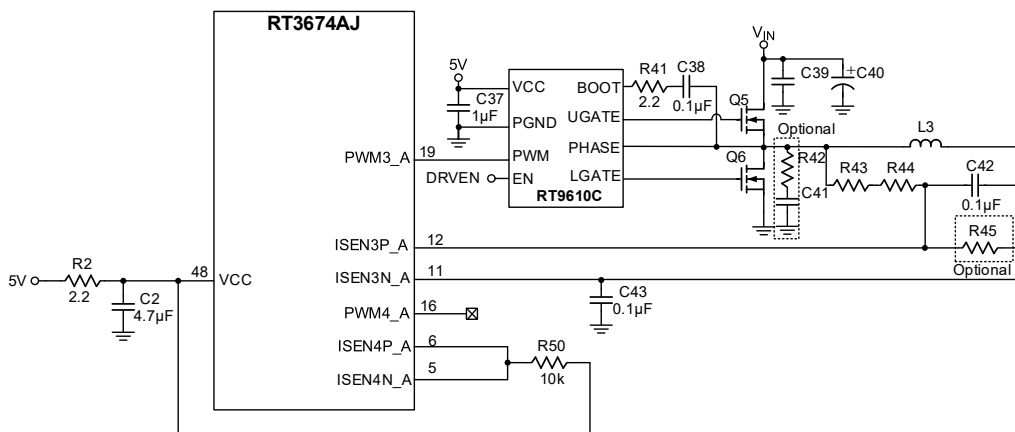 RT3674AJ
V_IN
5V
R41
2.2
C38
0.1µF
C39
+
C40
C37
1µF
VCC
BOOT
PGND
UGATE
Q5
Optional
L3
PWM3_A
19
PWM
PHASE
Q6
R42
R43
R44
C42
0.1µF
DRVEN
EN
LGATE
RT9610C
C41
ISEN3P_A
12
R45
Optional
5V
R2
2.2
48
VCC
ISEN3N_A
11
C2
4.7µF
C43
0.1µF
PWM4_A
16
ISEN4P_A
6
R50
10k
ISEN4N_A
5